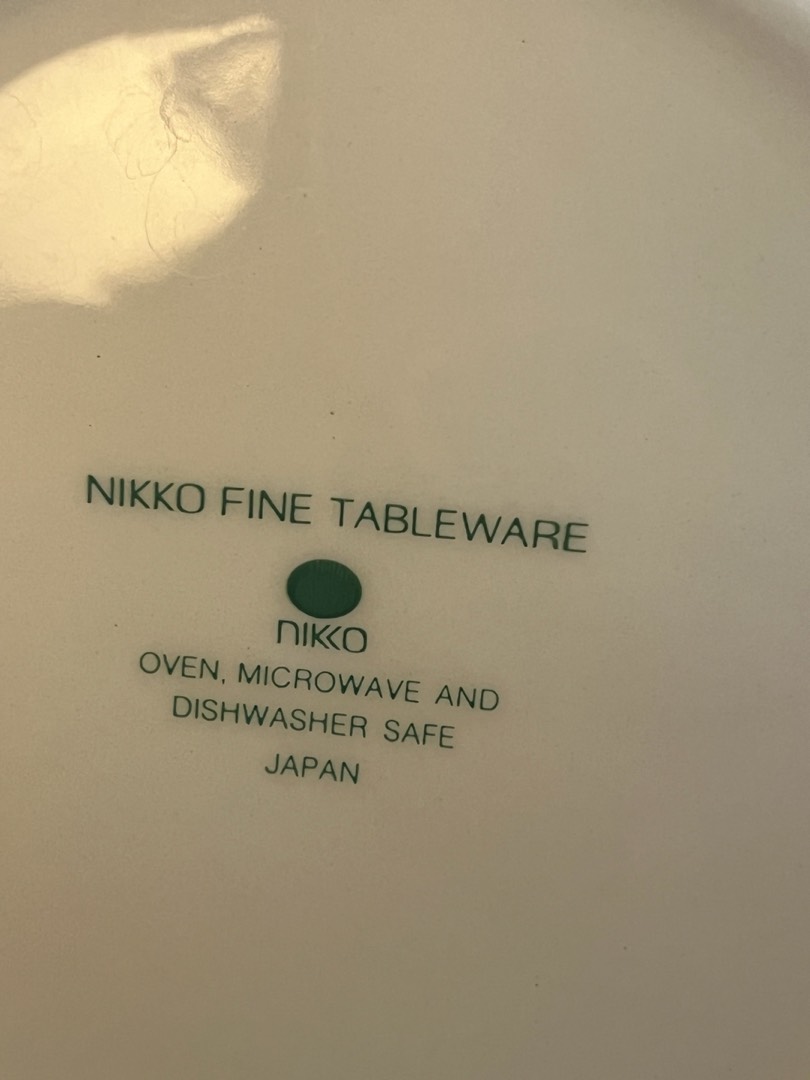 NIKKO FINE TABLEWARE
nikko
OVEN, MICROWAVE AND
DISHWASHER SAFE
JAPAN